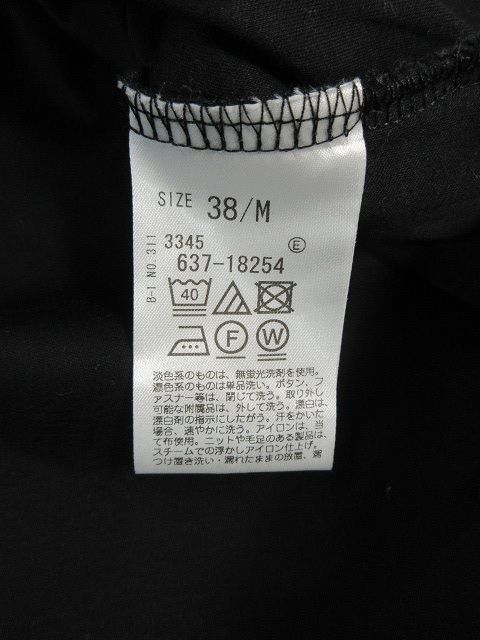 SIZE 38/M
B-I NO.311
3345 E
637-18254
40
F W
淡色系のものは、無蛍光洗剤を使用。
濃色系のものは単品洗い。ボタン、ファ
スナー等は、閉じて洗う。取り外し
可能な附属品は、外して洗う。漂白は、
漂白剤の指示にしたがう。汗をかいた
場合、速やかに洗う。アイロンは、当
て布使用。ニットや毛足のある製品は、
スチームでの浮かしアイロン仕上げ。
つけ置き洗い・濡れたままの放置、濡